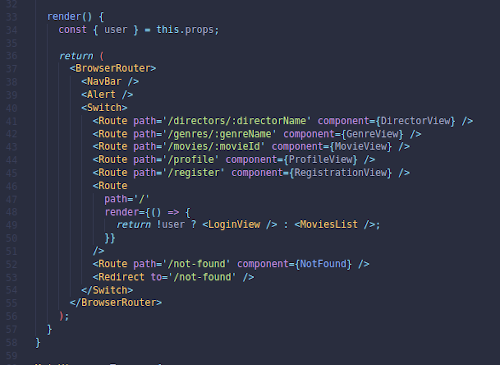 32
33 render() {
34 const { user } = this.props;
35
36 return (
37 <BrowserRouter>
38 <NavBar />
39 <Alert />
40 <Switch>
41 <Route path='/directors/:directorName' component={DirectorView} />
42 <Route path='/genres/:genreName' component={GenreView} />
43 <Route path='/movies/:movieId' component={MovieView} />
44 <Route path='/profile' component={ProfileView} />
45 <Route path='/register' component={RegistrationView} />
46 <Route
47 path='/'
48 render={() => {
49 return !user ? <LoginView /> : <MoviesList />;
50 }}
51 />
52 <Route path='/not-found' component={NotFound} />
53 <Redirect to='/not-found' />
54 </Switch>
55 </BrowserRouter>
56 );
57 }
58 }
59